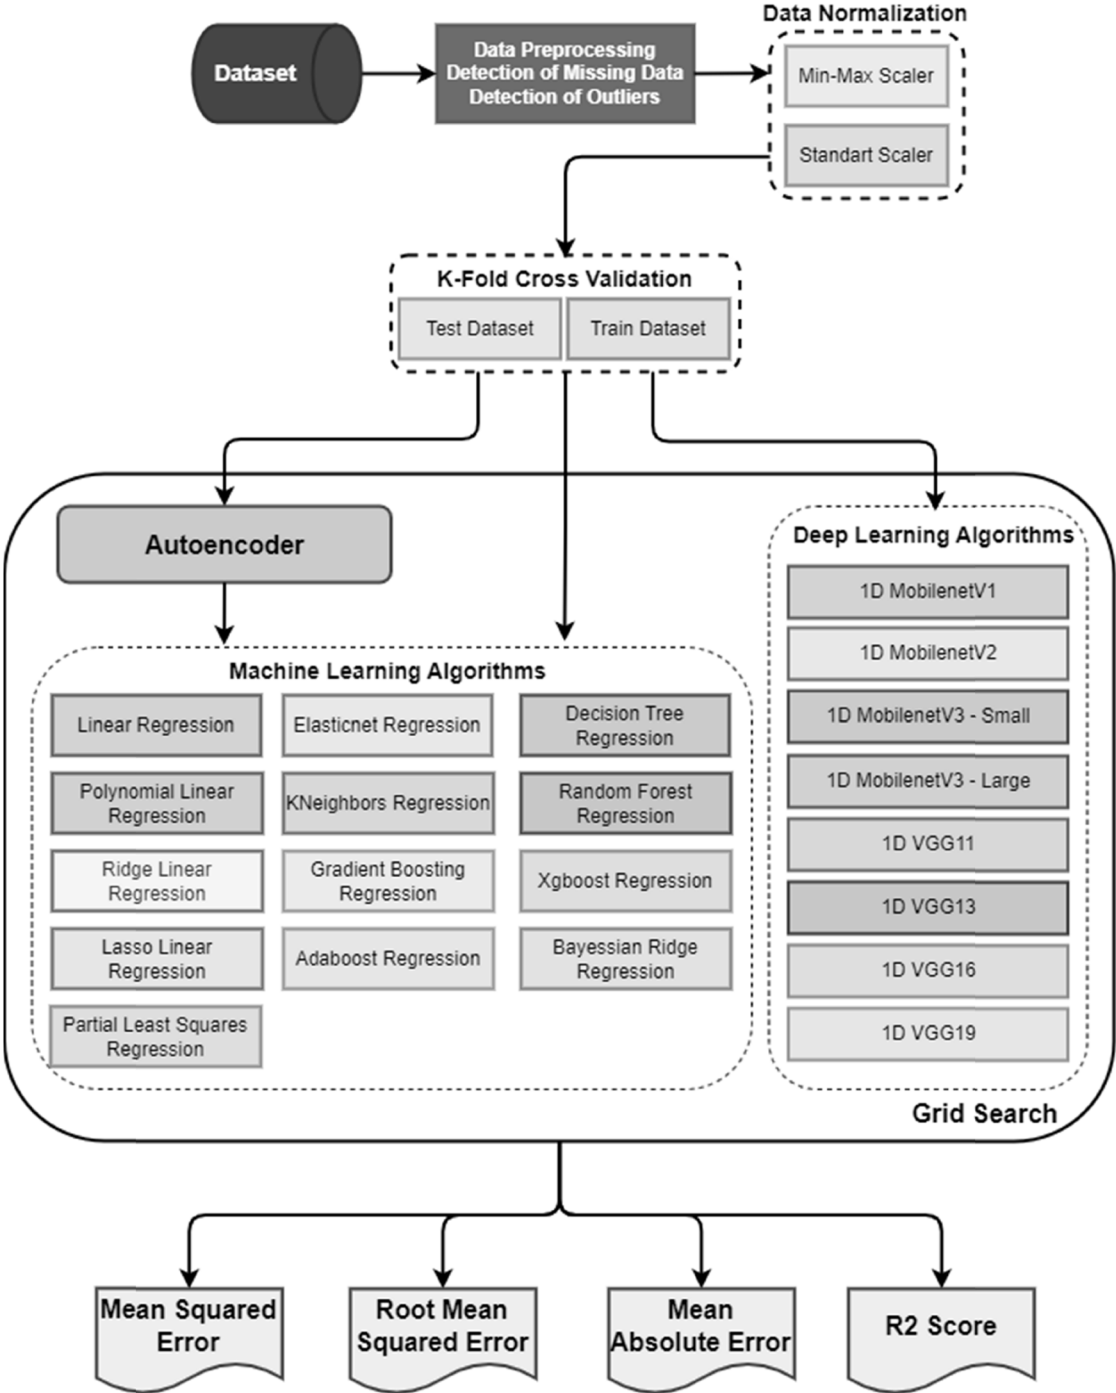 Data Normalization
Dataset
Data Preprocessing
Detection of Missing Data
Detection of Outliers
Min-Max Scaler
Standart Scaler
K-Fold Cross Validation
Test Dataset
Train Dataset
Autoencoder
Machine Learning Algorithms
Linear Regression
Elasticnet Regression
Decision Tree
Regression
Polynomial Linear
Regression
KNeighbors Regression
Random Forest
Regression
Ridge Linear
Regression
Gradient Boosting
Regression
Xgboost Regression
Lasso Linear
Regression
Adaboost Regression
Bayessian Ridge
Regression
Partial Least Squares
Regression
Deep Learning Algorithms
1D MobilenetV1
1D MobilenetV2
1D MobilenetV3 - Small
1D MobilenetV3 - Large
1D VGG11
1D VGG13
1D VGG16
1D VGG19
Grid Search
Mean Squared
Error
Root Mean
Squared Error
Mean
Absolute Error
R2 Score